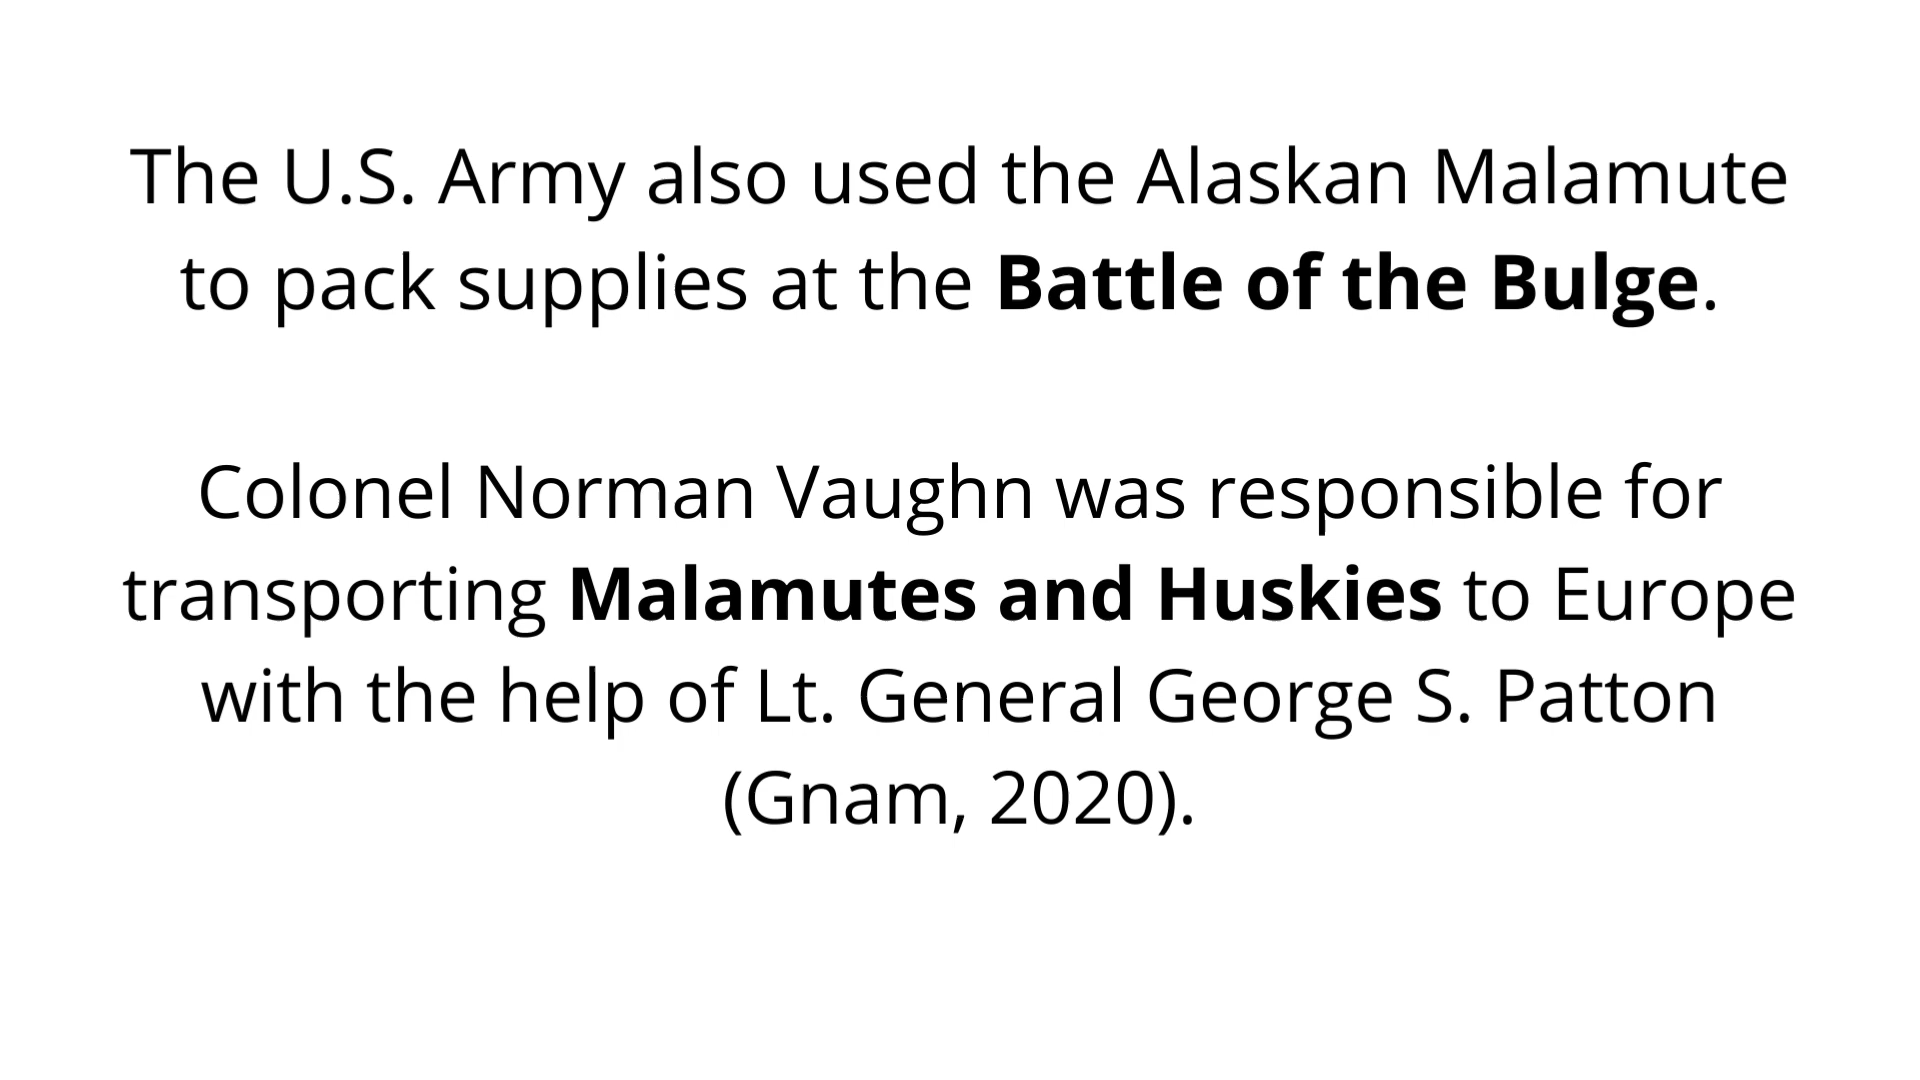 The U.S. Army also used the Alaskan Malamute
to pack supplies at the Battle of the Bulge.
Colonel Norman Vaughn was responsible for
transporting Malamutes and Huskies to Europe
with the help of Lt. General George S. Patton
(Gnam, 2020).